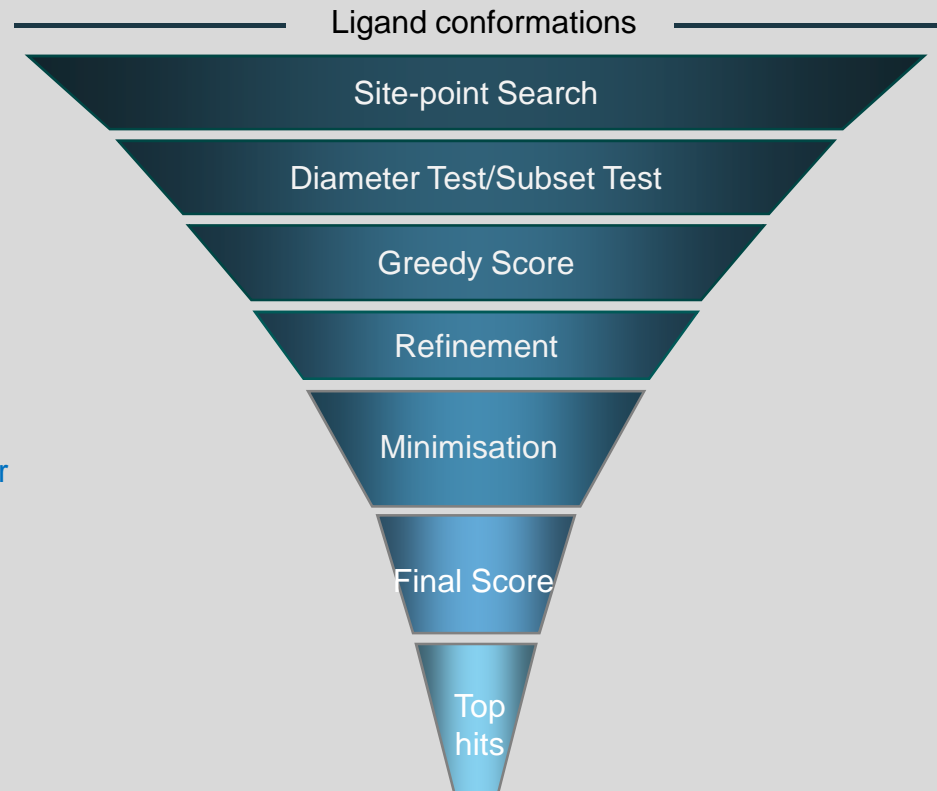 Ligand conformations
Site-point Search
Diameter Test/Subset Test
Greedy Score
Refinement
Minimisation
r
Final Score
Top
hits